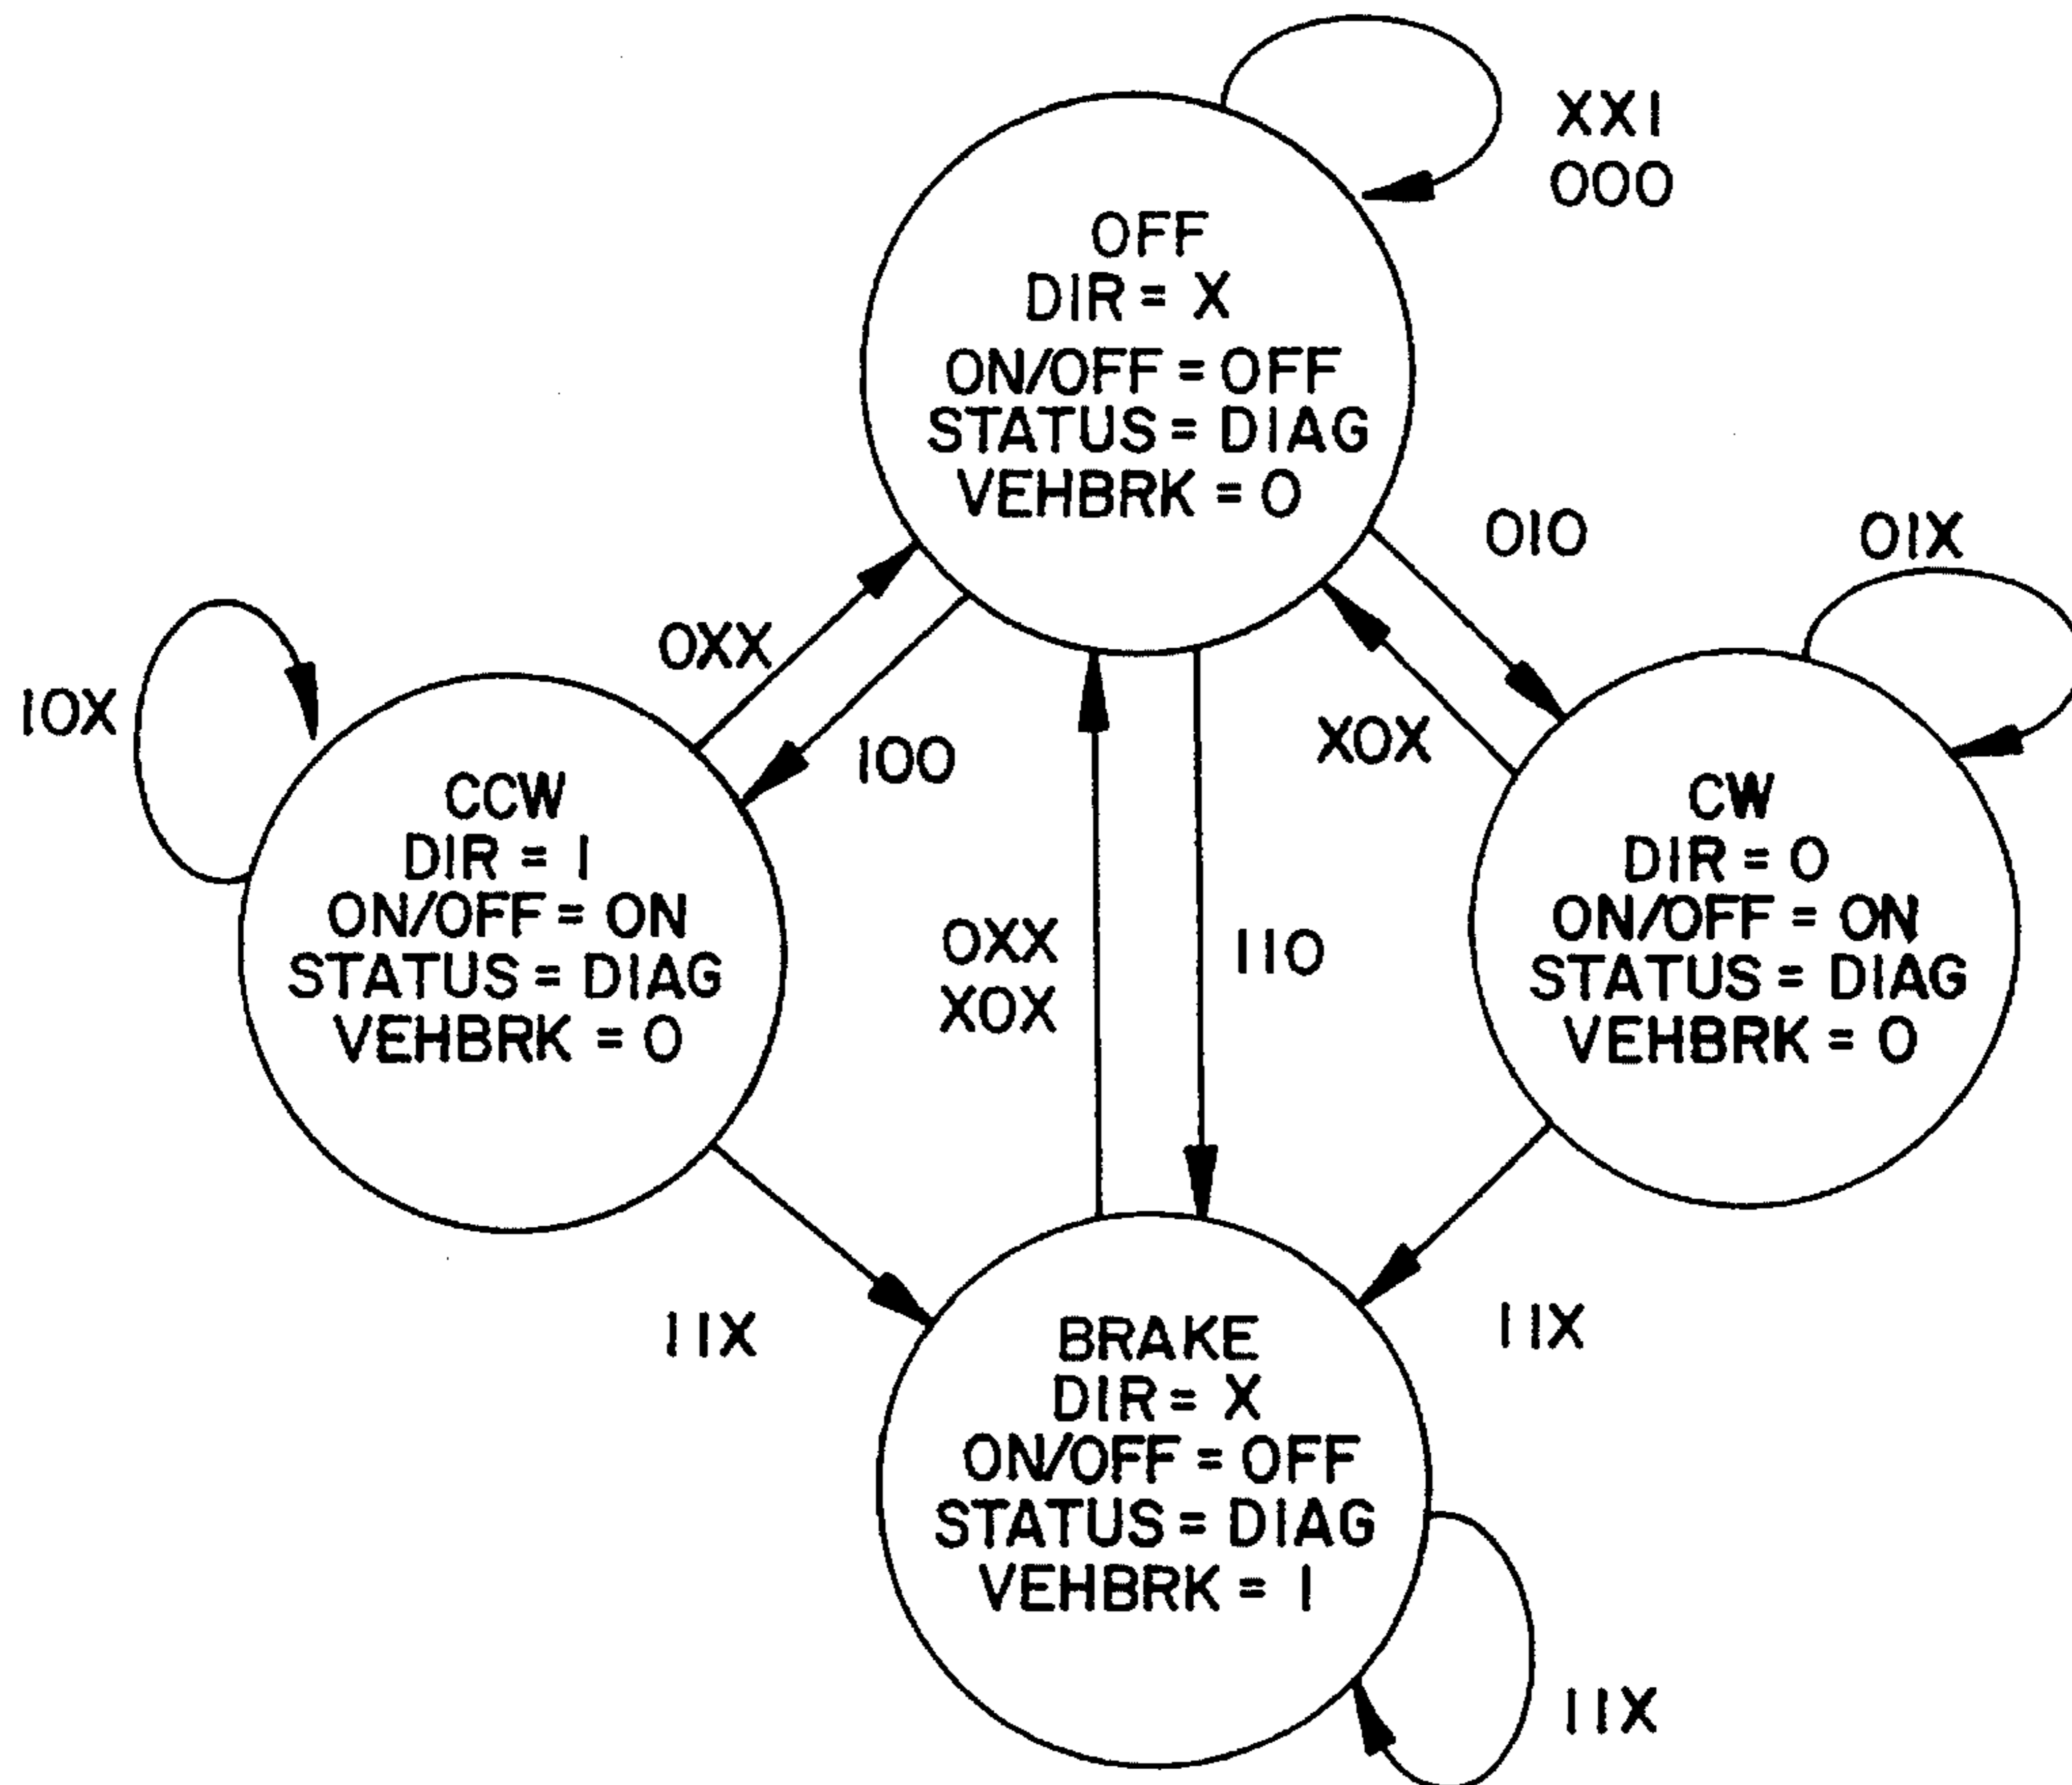 XX1
000
OFF
DIR = X
ON/OFF = OFF
STATUS = DIAG
VEHBRK = 0
010
01X
0XX
10X
100
X0X
CCW
DIR = 1
ON/OFF = ON
STATUS = DIAG
VEHBRK = 0
0XX
X0X
110
CW
DIR = 0
ON/OFF = ON
STATUS = DIAG
VEHBRK = 0
11X
11X
BRAKE
DIR = X
ON/OFF = OFF
STATUS = DIAG
VEHBRK = 1
11X